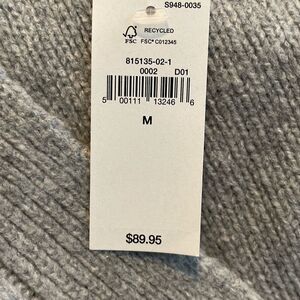 S948-0035
RECYCLED
FSC FSC® C012345
815135-02-1
0002 D01
5 00111 13246 6
M
$89.95